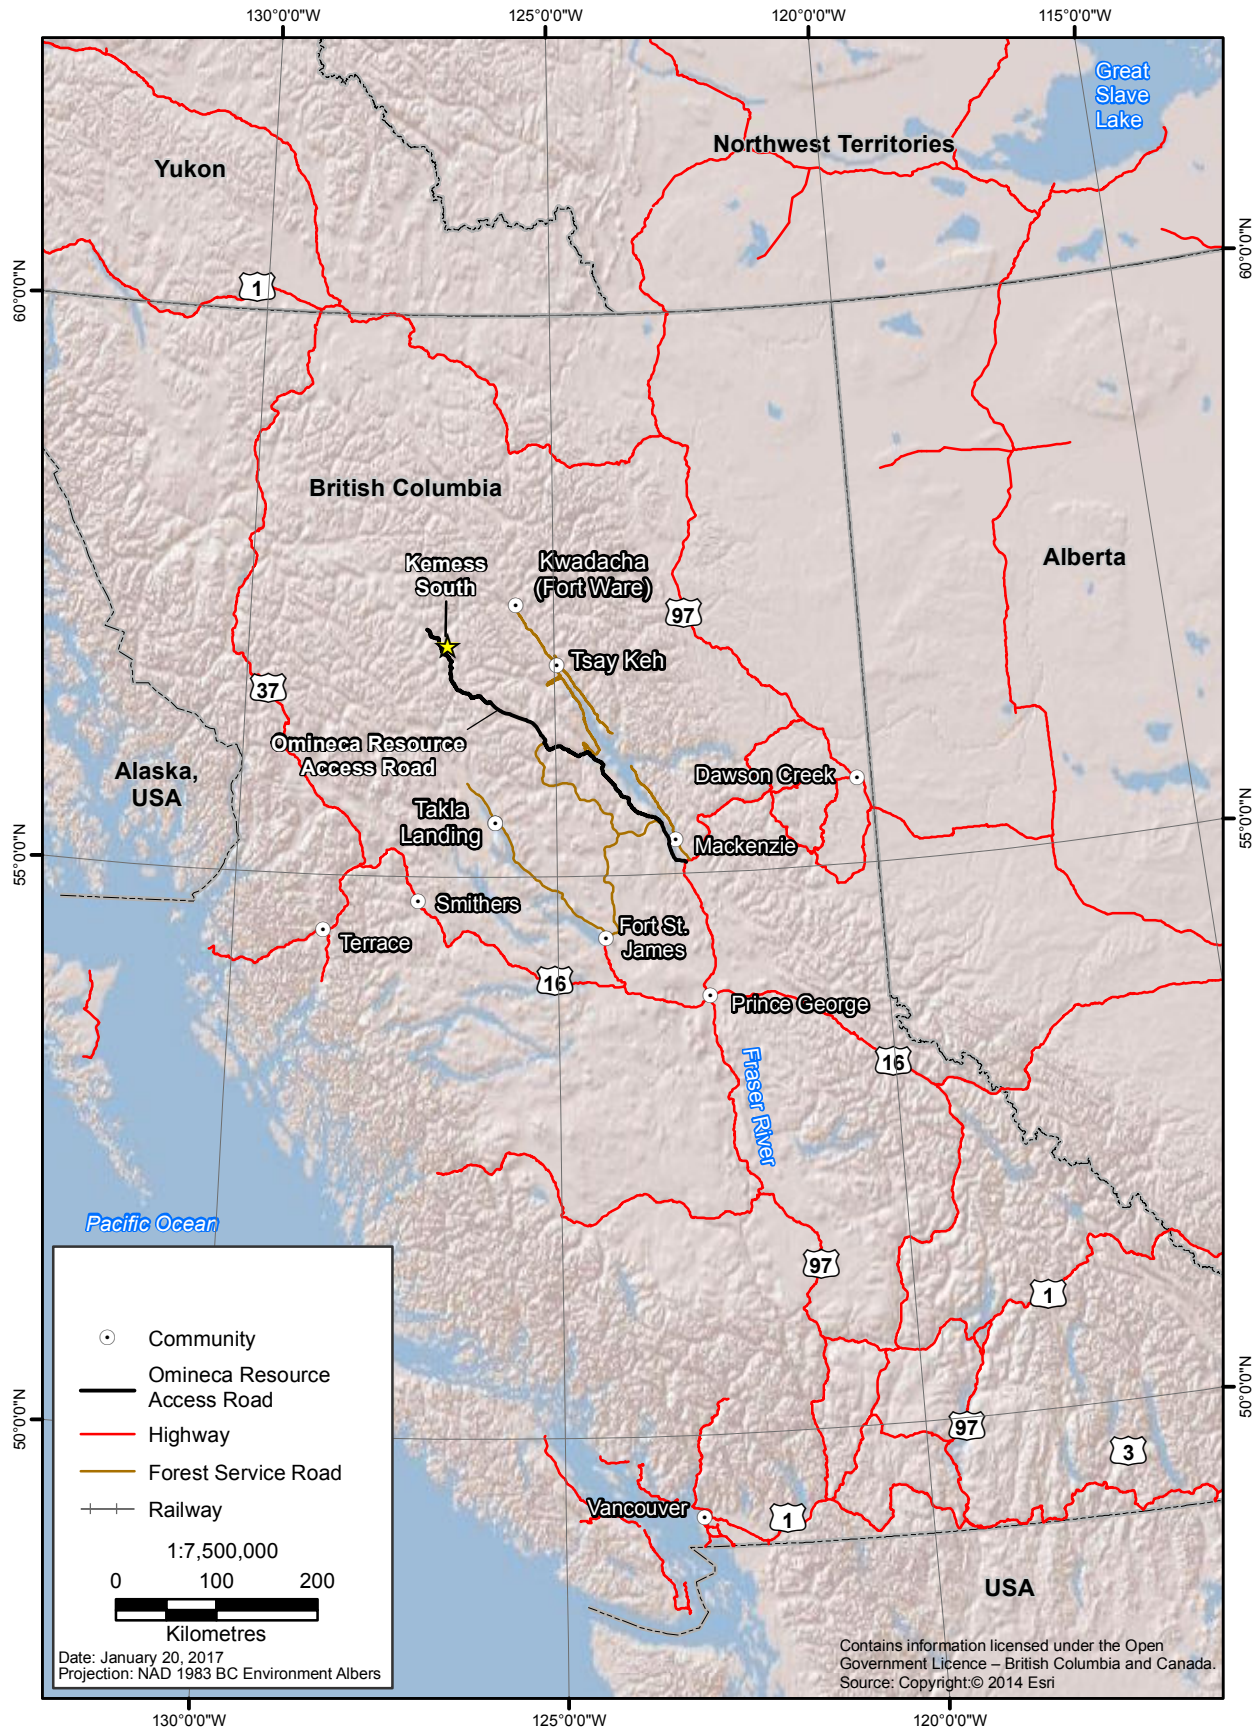 130°0'0"W
125°0'0"W
120°0'0"W
115°0'0"W
Great
Slave
Lake
Northwest Territories
Yukon
60°0'0"N
60°0'0"N
1
British Columbia
Kemess
South
Kwadacha
(Fort Ware)
Alberta
97
Tsay Keh
37
Omineca Resource
Access Road
Alaska,
USA
Dawson Creek
Takla
Landing
Mackenzie
55°0'0"N
55°0'0"N
Smithers
Terrace
Fort St.
James
16
Prince George
16
Fraser River
Pacific Ocean
97
1
Community
Omineca Resource
Access Road
Highway
Forest Service Road
Railway
1:7,500,000
0 100 200
Kilometres
Date: January 20, 2017
Projection: NAD 1983 BC Environment Albers
50°0'0"N
50°0'0"N
97
3
Vancouver
1
USA
Contains information licensed under the Open
Government Licence – British Columbia and Canada.
Source: Copyright:© 2014 Esri
130°0'0"W
125°0'0"W
120°0'0"W